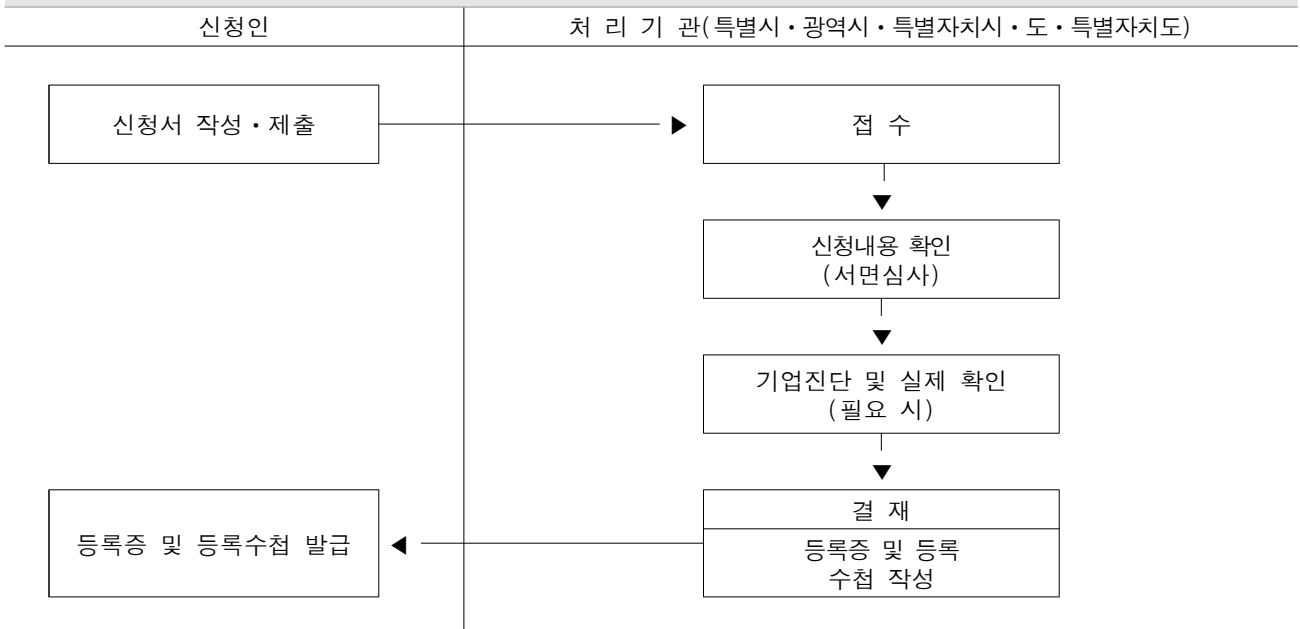 신청인
처 리 기 관(특별시・광역시・특별자치시・도・특별자치도)
신청서 작성・제출
접 수
신청내용 확인
(서면심사)
기업진단 및 실제 확인
(필요 시)
결 재
등록증 및 등록수첩 발급
등록증 및 등록
수첩 작성